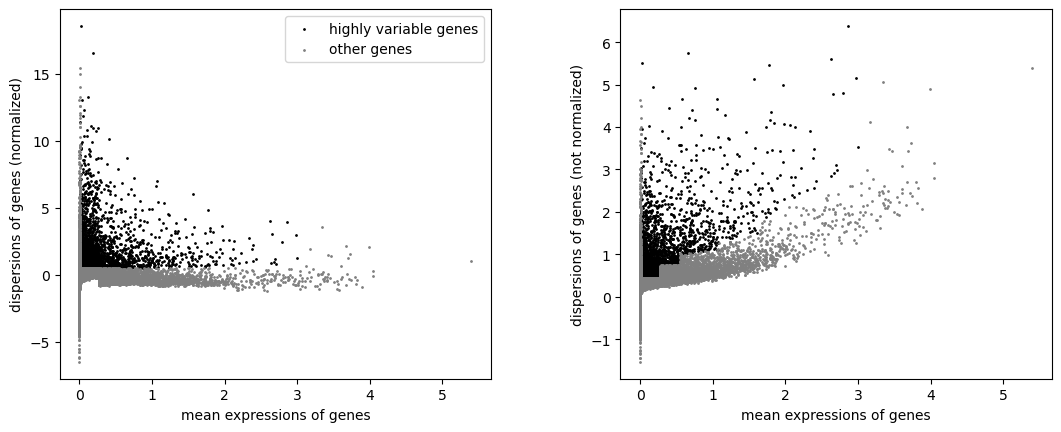 highly variable genes
other genes
dispersions of genes (normalized)
15
10
5
0
−5
0 1 2 3 4 5
mean expressions of genes
dispersions of genes (not normalized)
6
5
4
3
2
1
0
−1
0 1 2 3 4 5
mean expressions of genes